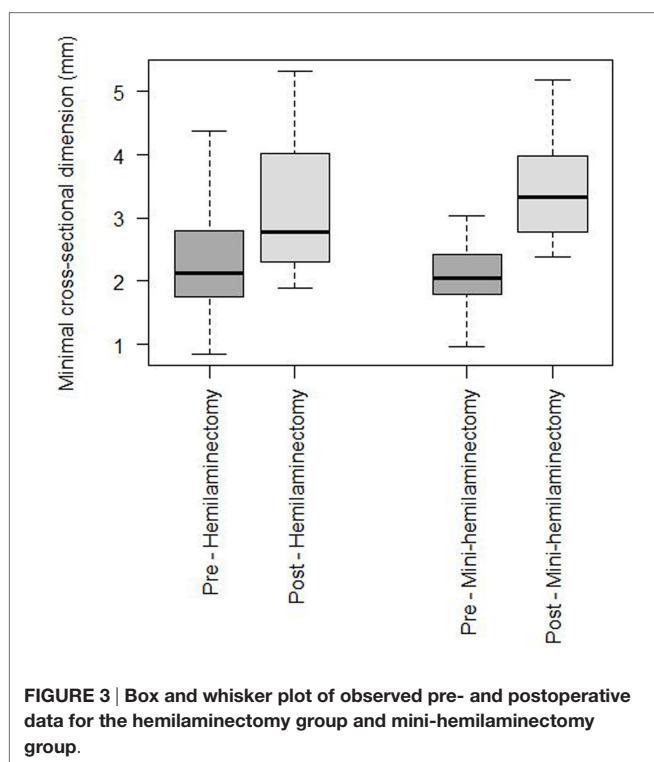 Minimal cross-sectional dimension (mm)
5
4
3
2
1
Pre - Hemilaminectomy
Post - Hemilaminectomy
Pre - Mini-hemilaminectomy
Post - Mini-hemilaminectomy
FIGURE 3 | Box and whisker plot of observed pre- and postoperative
data for the hemilaminectomy group and mini-hemilaminectomy
group.